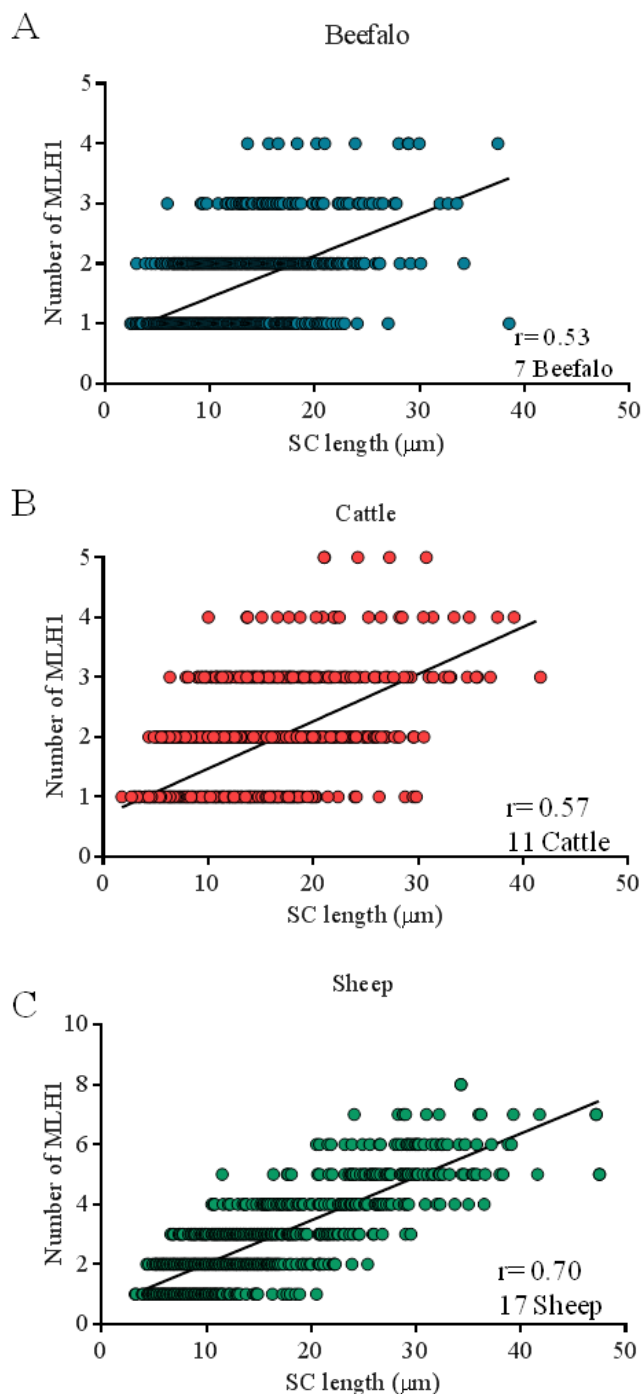 A
Beefalo
Number of MLH1
5
4
3
2
1
0
0 10 20 30 40 50
r= 0.53
7 Beefalo
SC length (μm)
B
Cattle
Number of MLH1
5
4
3
2
1
0
0 10 20 30 40 50
r= 0.57
11 Cattle
SC length (μm)
C
Sheep
Number of MLH1
10
8
6
4
2
0
0 10 20 30 40 50
r= 0.70
17 Sheep
SC length (μm)